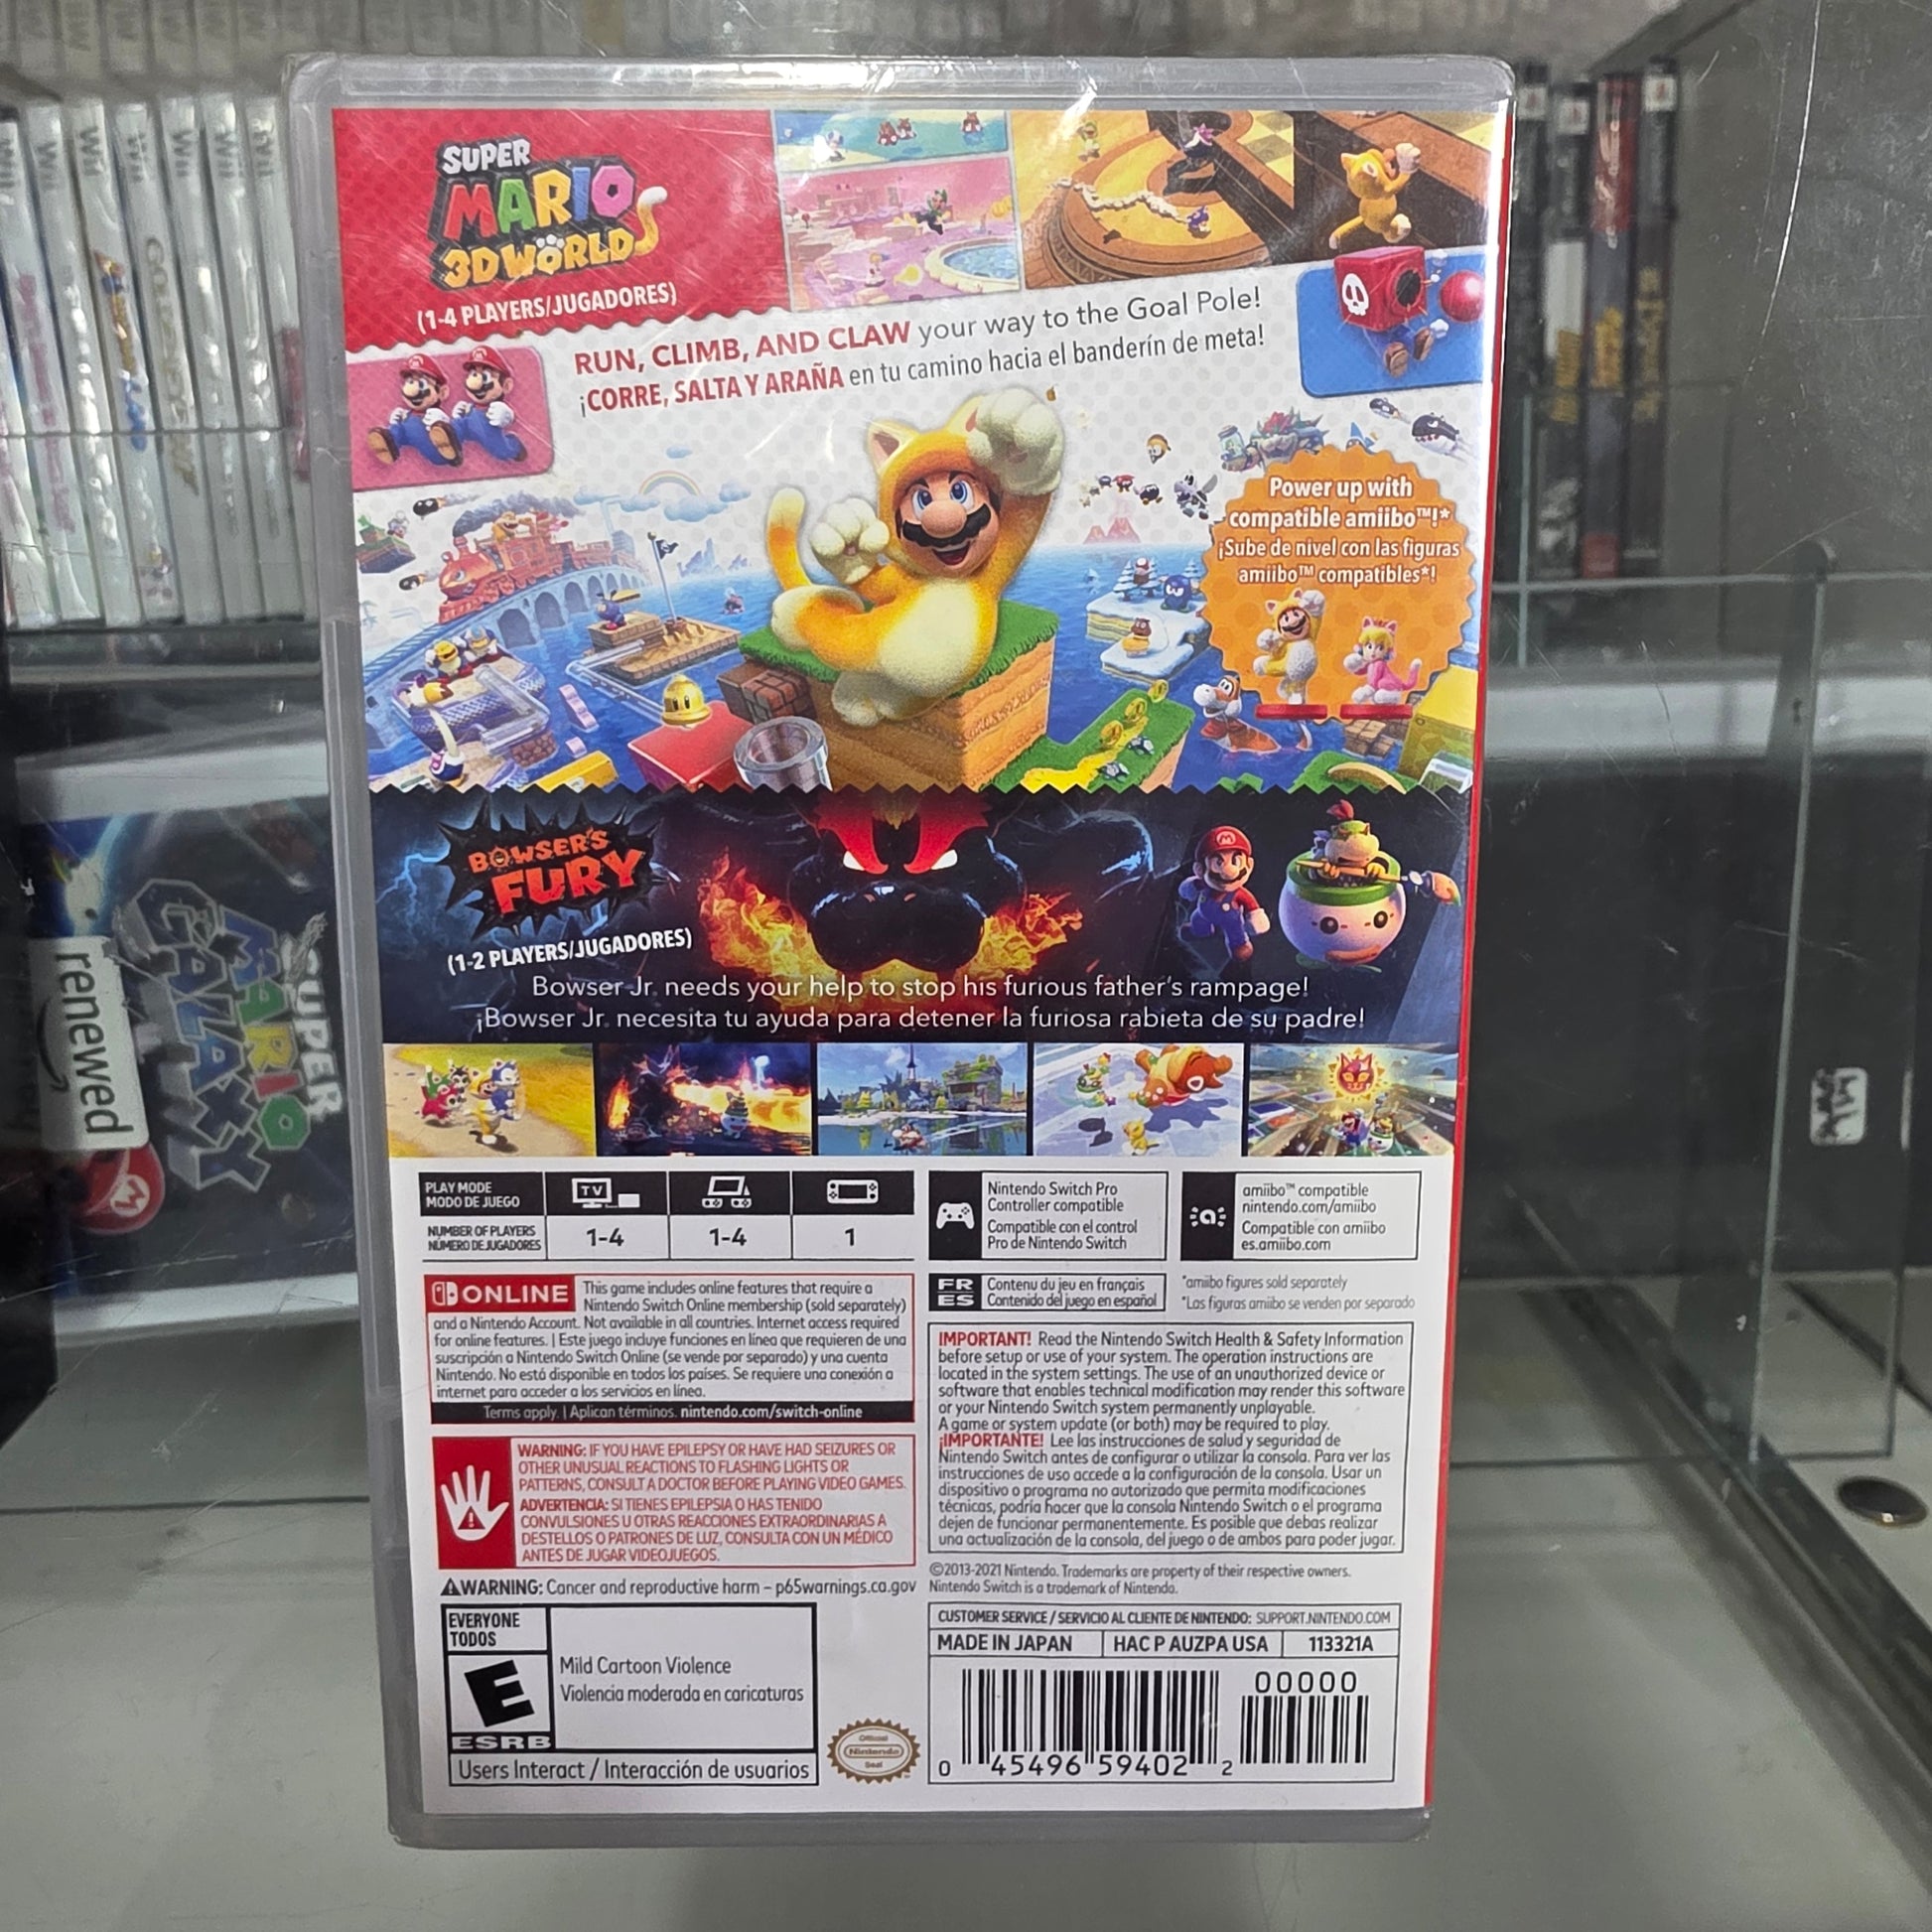 SUPER
MARIO
3D WORLD
(1-4 PLAYERS/JUGADORES)
RUN, CLIMB, AND CLAW your way to the Goal Pole!
¡CORRE, SALTA Y ARAÑA en tu camino hacia el banderín de meta!
Power up with
compatible amiibo™!*
¡Sube de nivel con las figuras
amiibo™ compatibles*!
BOWSER'S
FURY
(1-2 PLAYERS/JUGADORES)
Bowser Jr. needs your help to stop his furious father's rampage!
¡Bowser Jr. necesita tu ayuda para detener la furiosa rabieta de su padre!
PLAY MODE
MODO DE JUEGO
TV
NUMBER OF PLAYERS
NÚMERO DE JUGADORES
1-4
1-4
1
Nintendo Switch Pro
Controller compatible
Compatible con el control
Pro de Nintendo Switch
amiibo™ compatible
nintendo.com/amiibo
Compatible con amiibo
es.amiibo.com
ONLINE This game includes online features that require a
Nintendo Switch Online membership (sold separately)
and a Nintendo Account. Not available in all countries. Internet access required
for online features. | Este juego incluye funciones en línea que requieren de una
suscripción a Nintendo Switch Online (se vende por separado) y una cuenta
Nintendo. No está disponible en todos los países. Se requiere una conexión a
internet para acceder a los servicios en línea.
Terms apply. | Aplican términos. nintendo.com/switch-online
FR Contenu du jeu en français
ES Contenido del juego en español
*amiibo figures sold separately
*Las figuras amiibo se venden por separado
IMPORTANT! Read the Nintendo Switch Health & Safety Information
before setup or use of your system. The operation instructions are
located in the system settings. The use of an unauthorized device or
software that enables technical modification may render this software
or your Nintendo Switch system permanently unplayable.
A game or system update (or both) may be required to play.
¡IMPORTANTE! Lee las instrucciones de salud y seguridad de
Nintendo Switch antes de configurar o utilizar la consola. Para ver las
instrucciones de uso accede a la configuración de la consola. Usar un
dispositivo o programa no autorizado que permita modificaciones
técnicas, podría hacer que la consola Nintendo Switch o el programa
dejen de funcionar permanentemente. Es posible que debas realizar
una actualización de la consola, del juego o de ambos para poder jugar.
WARNING: IF YOU HAVE EPILEPSY OR HAVE HAD SEIZURES OR
OTHER UNUSUAL REACTIONS TO FLASHING LIGHTS OR
PATTERNS, CONSULT A DOCTOR BEFORE PLAYING VIDEO GAMES.
ADVERTENCIA: SI TIENES EPILEPSIA O HAS TENIDO
CONVULSIONES U OTRAS REACCIONES EXTRAORDINARIAS A
DESTELLOS O PATRONES DE LUZ, CONSULTA CON UN MÉDICO
ANTES DE JUGAR VIDEOJUEGOS.
WARNING: Cancer and reproductive harm – p65warnings.ca.gov
©2013-2021 Nintendo. Trademarks are property of their respective owners.
Nintendo Switch is a trademark of Nintendo.
EVERYONE
TODOS
E
ESRB
Mild Cartoon Violence
Violencia moderada en caricaturas
Users Interact / Interacción de usuarios
Official
Nintendo
Seal
CUSTOMER SERVICE / SERVICIO AL CLIENTE DE NINTENDO: SUPPORT.NINTENDO.COM
MADE IN JAPAN
HAC P AUZPA USA
113321A
00000
0 45496 59402 2
renewed
SUPER
MARIO
GALAXY
Wii
Wii
Wii
Wii
Wii